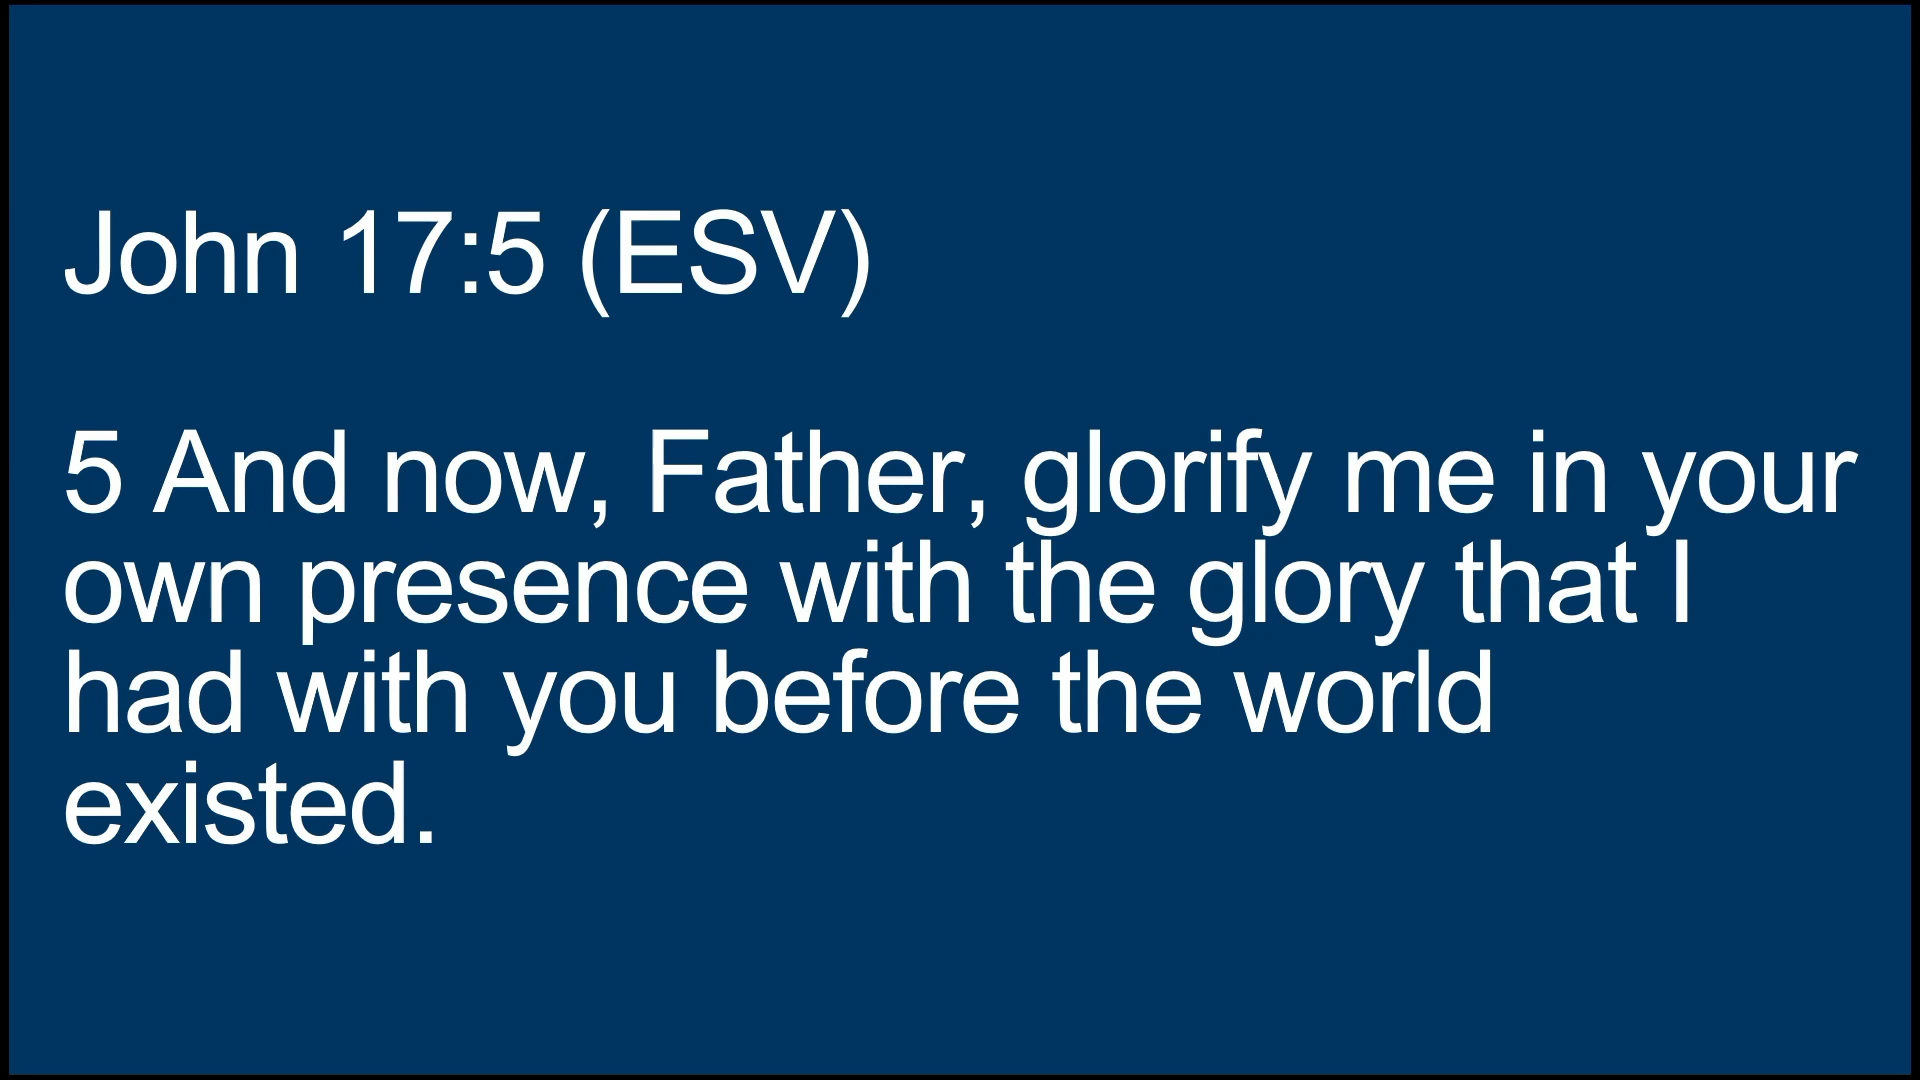 John 17:5 (ESV)
5 And now, Father, glorify me in your
own presence with the glory that I
had with you before the world
existed.